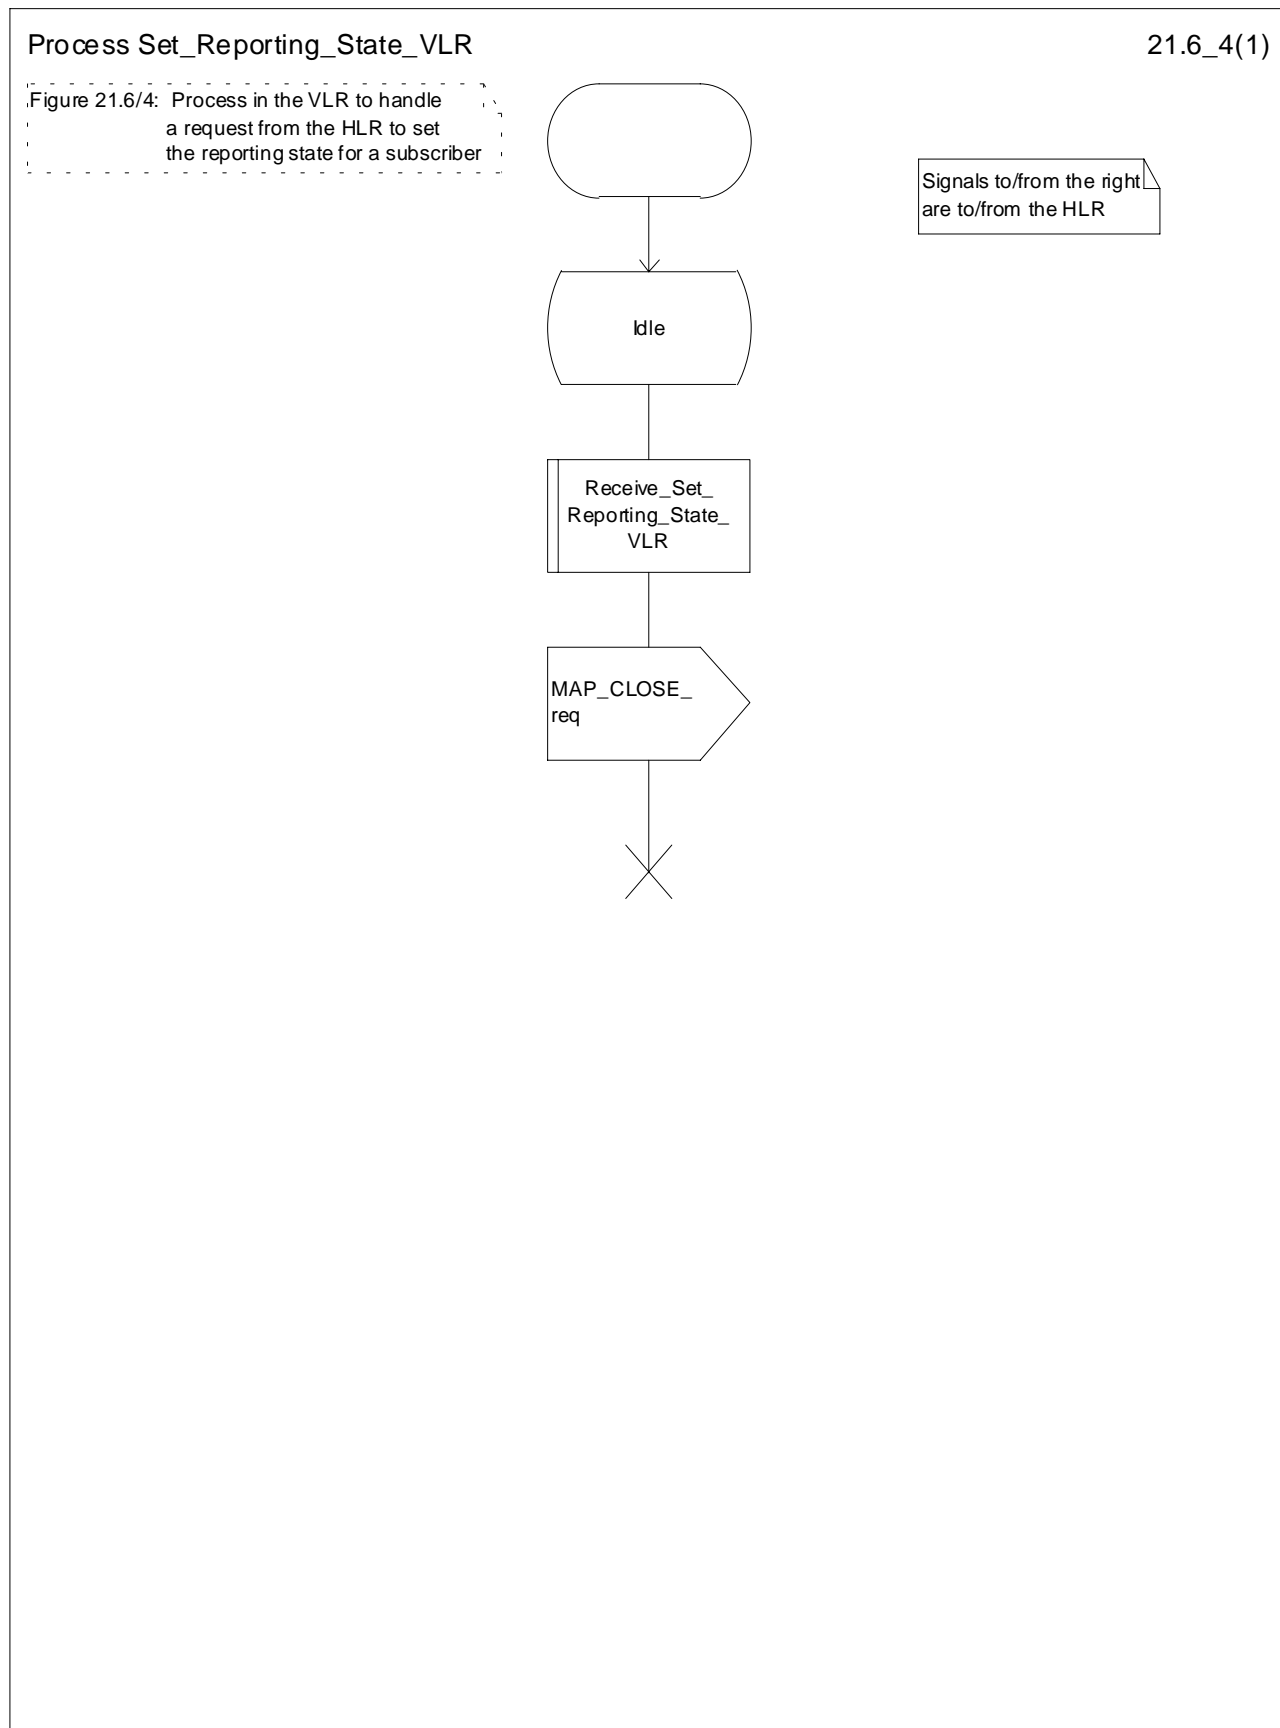 Process Set_Reporting_State_VLR
21.6_4(1)
Figure 21.6/4: Process in the VLR to handle
a request from the HLR to set
the reporting state for a subscriber
Signals to/from the right
are to/from the HLR
Idle
Receive_Set_
Reporting_State_
VLR
MAP_CLOSE_
req